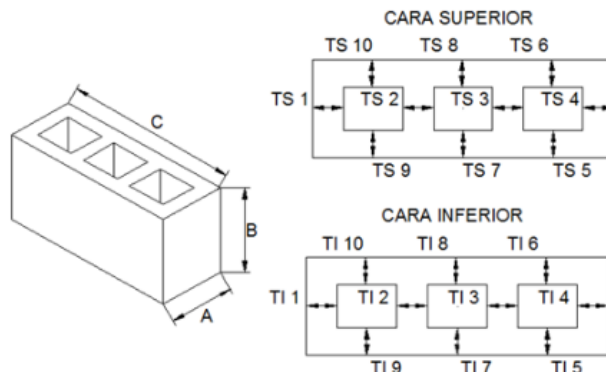 CARA SUPERIOR
TS 10 TS 8 TS 6
TS 1 TS 2 TS 3 TS 4
TS 9 TS 7 TS 5
C
B
A
CARA INFERIOR
TI 10 TI 8 TI 6
TI 1 TI 2 TI 3 TI 4
TI 9 TI 7 TI 5